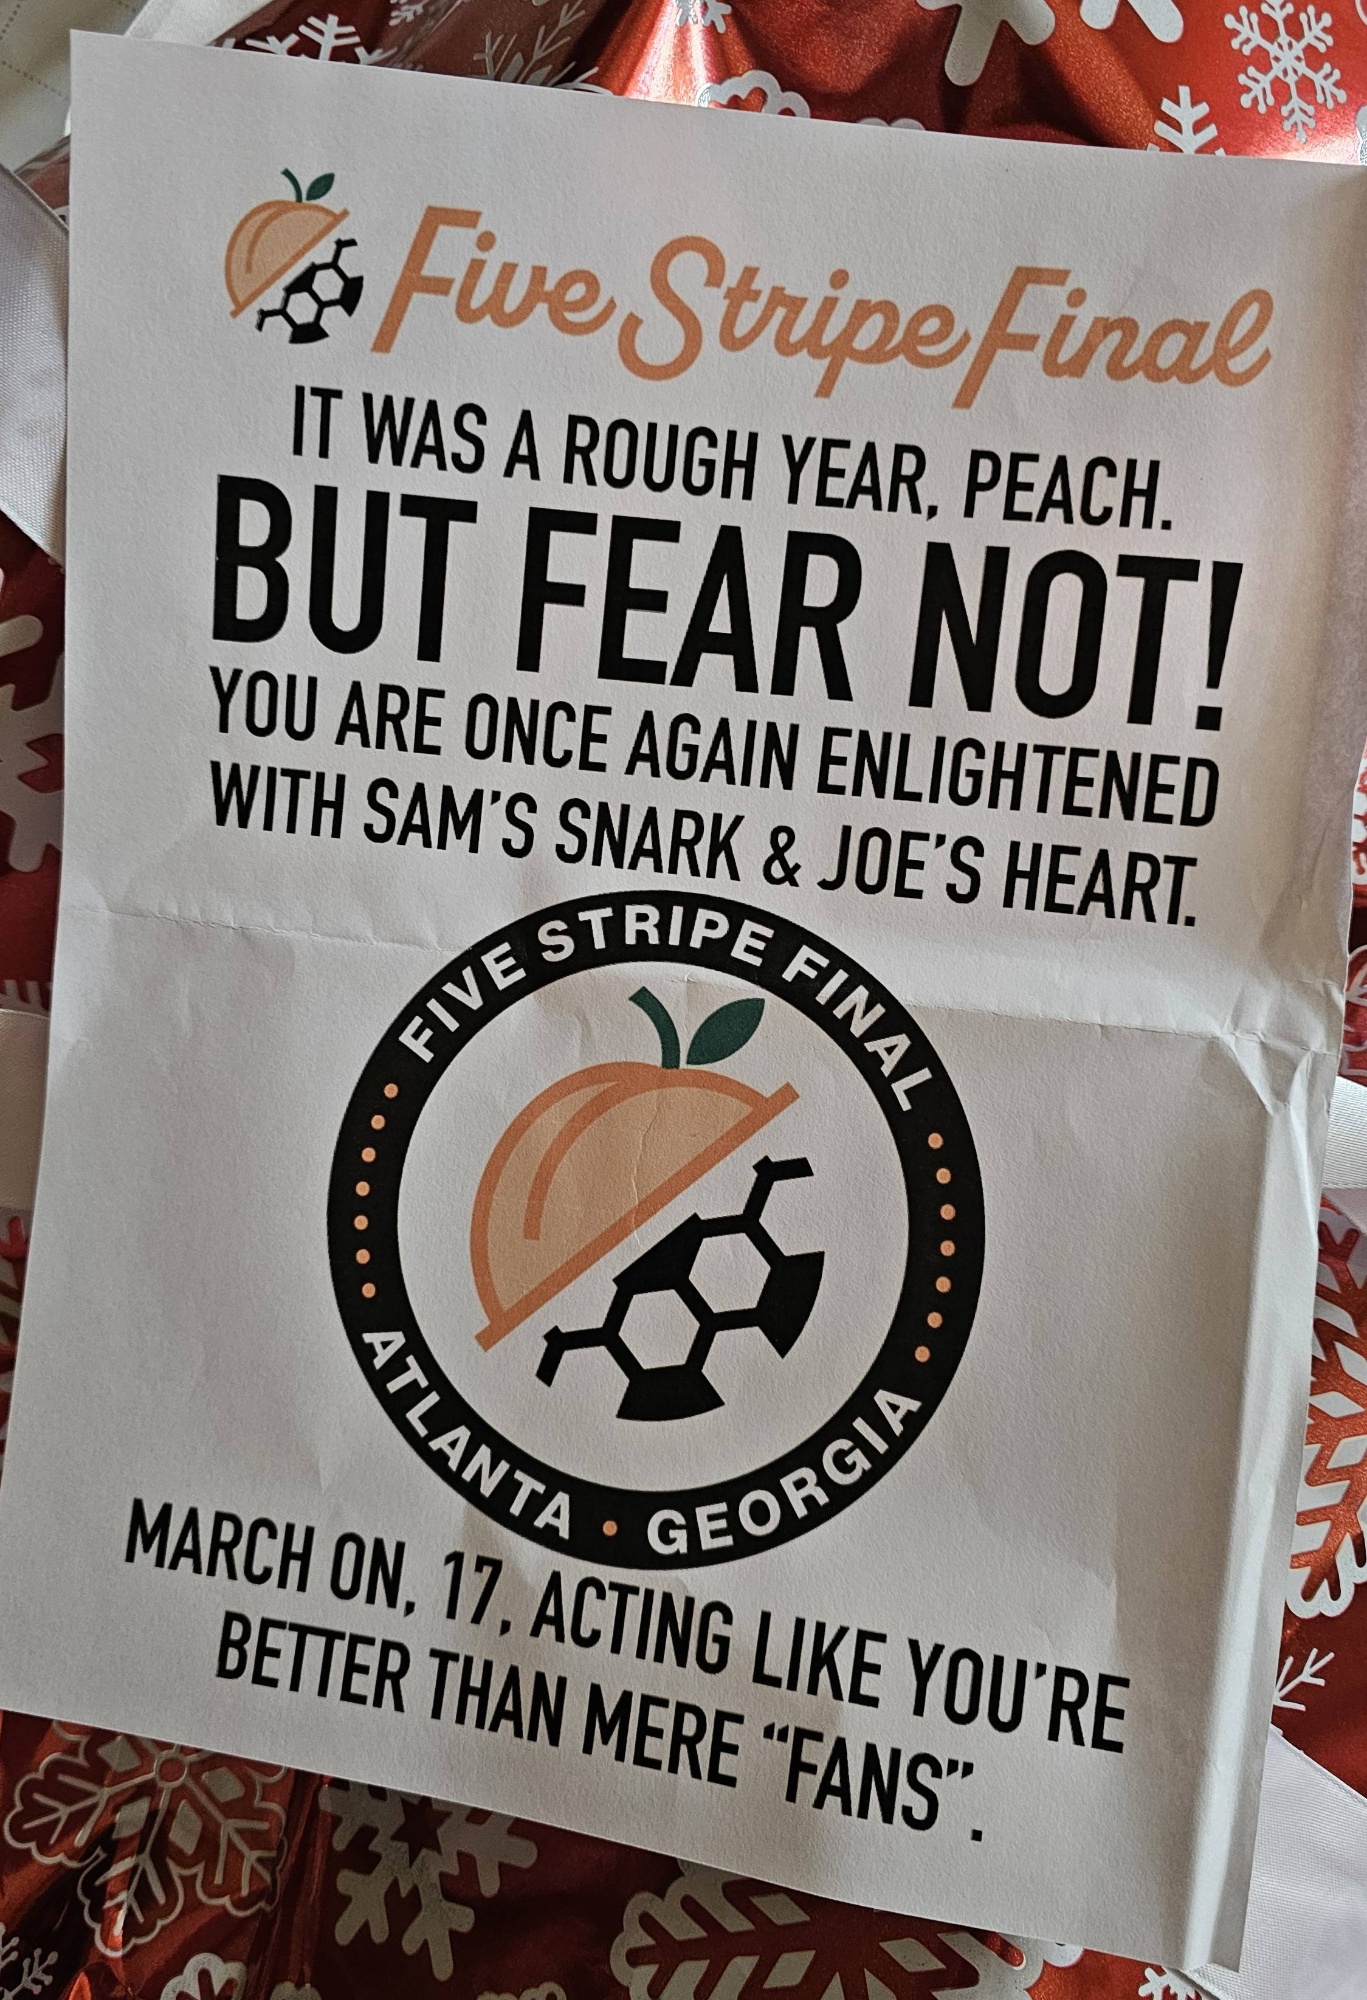 Five Stripe Final
IT WAS A ROUGH YEAR, PEACH.
BUT FEAR NOT!
YOU ARE ONCE AGAIN ENLIGHTENED
WITH SAM'S SNARK & JOE'S HEART.
FIVE STRIPE FINAL
ATLANTA • GEORGIA
MARCH ON, 17, ACTING LIKE YOU'RE
BETTER THAN MERE “FANS”.